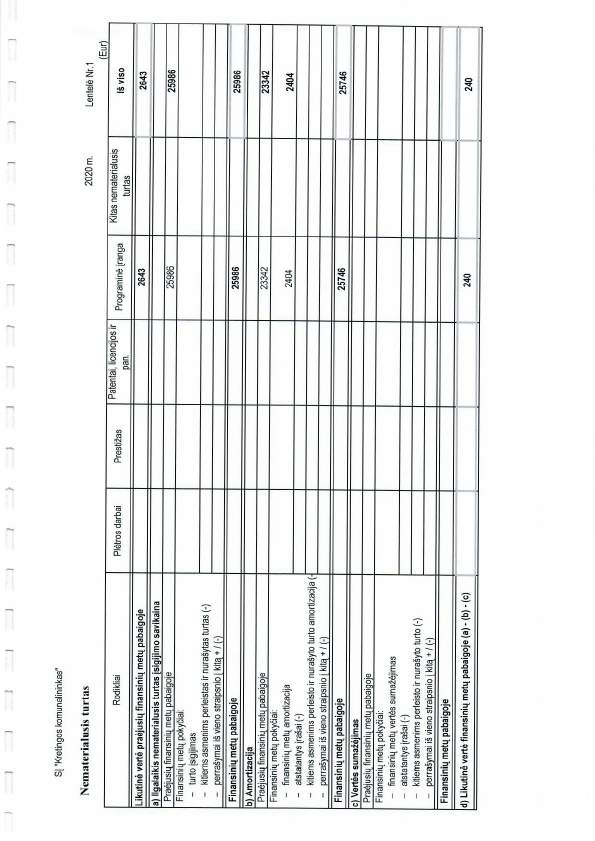 SĮ "Kretingos komunalininkas"
2020 m. Lentelė Nr.1
Nematerialusis turtas
(Eur)
Rodikliai Plėtros darbai Prestižas Patentai, licencijos ir pan. Programinė įranga Kitas nematerialusis turtas Iš viso
Likutinė vertė praėjusių finansinių metų pabaigoje 2643 2643
a) Ilgalaikis nematerialusis turtas įsigijimo savikaina
Praėjusių finansinių metų pabaigoje 25986 25986
Finansinių metų pokyčiai:
– turto įsigijimas
– kitiems asmenims perleistas ir nurašytas turtas (-)
– perrašymai iš vieno straipsnio į kitą + / (-)
Finansinių metų pabaigoje 25986 25986
b) Amortizacija
Praėjusių finansinių metų pabaigoje 23342 23342
Finansinių metų pokyčiai:
– finansinių metų amortizacija 2404 2404
– atstatantys įrašai (-)
– kitiems asmenims perleisto ir nurašyto turto amortizacija (-
– perrašymai iš vieno straipsnio į kitą + / (-)
Finansinių metų pabaigoje 25746 25746
c) Vertės sumažėjimas
Praėjusių finansinių metų pabaigoje
Finansinių metų pokyčiai:
– finansinių metų vertės sumažėjimas
– atstatantys įrašai (-)
– kitiems asmenims perleisto ir nurašyto turto (-)
– perrašymai iš vieno straipsnio į kitą + / (-)
Finansinių metų pabaigoje
d) Likutinė vertė finansinių metų pabaigoje (a) - (b) - (c) 240 240